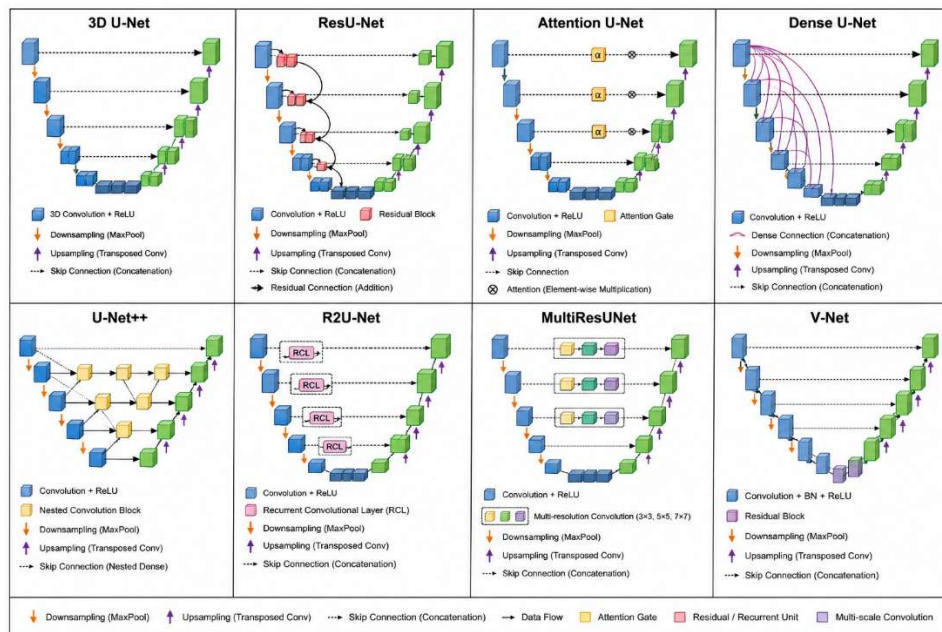 3D U-Net
3D Convolution + ReLU
Downsampling (MaxPool)
Upsampling (Transposed Conv)
Skip Connection (Concatenation)
ResU-Net
Convolution + ReLU
Residual Block
Downsampling (MaxPool)
Upsampling (Transposed Conv)
Skip Connection (Concatenation)
Residual Connection (Addition)
Attention U-Net
α
α
α
Convolution + ReLU
Attention Gate
Downsampling (MaxPool)
Upsampling (Transposed Conv)
Skip Connection
Attention (Element-wise Multiplication)
Dense U-Net
Convolution + ReLU
Dense Connection (Concatenation)
Downsampling (MaxPool)
Upsampling (Transposed Conv)
Skip Connection (Concatenation)
U-Net++
Convolution + ReLU
Nested Convolution Block
Downsampling (MaxPool)
Upsampling (Transposed Conv)
Skip Connection (Nested Dense)
R2U-Net
RCL
RCL
RCL
RCL
Convolution + ReLU
Recurrent Convolutional Layer (RCL)
Downsampling (MaxPool)
Upsampling (Transposed Conv)
Skip Connection (Concatenation)
MultiResUNet
Convolution + ReLU
Multi-resolution Convolution (3×3, 5×5, 7×7)
Downsampling (MaxPool)
Upsampling (Transposed Conv)
Skip Connection (Concatenation)
V-Net
Convolution + BN + ReLU
Residual Block
Downsampling (MaxPool)
Upsampling (Transposed Conv)
Skip Connection (Concatenation)
Downsampling (MaxPool) Upsampling (Transposed Conv) Skip Connection (Concatenation) Data Flow Attention Gate Residual / Recurrent Unit Multi-scale Convolution